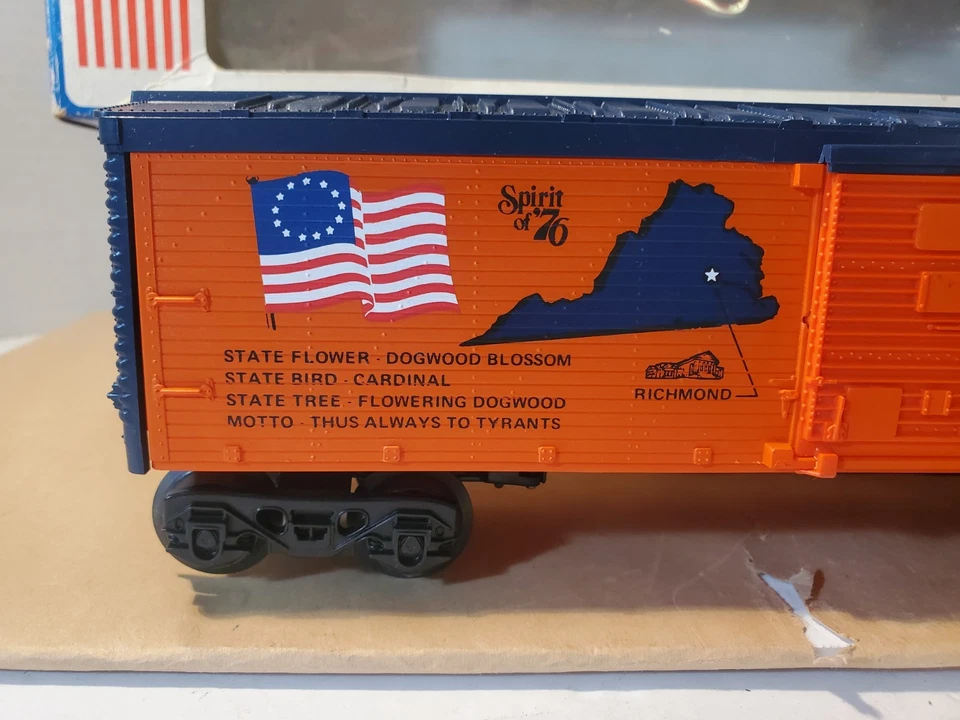 Spirit
of '76
STATE FLOWER - DOGWOOD BLOSSOM
STATE BIRD - CARDINAL
STATE TREE - FLOWERING DOGWOOD
MOTTO - THUS ALWAYS TO TYRANTS
RICHMOND